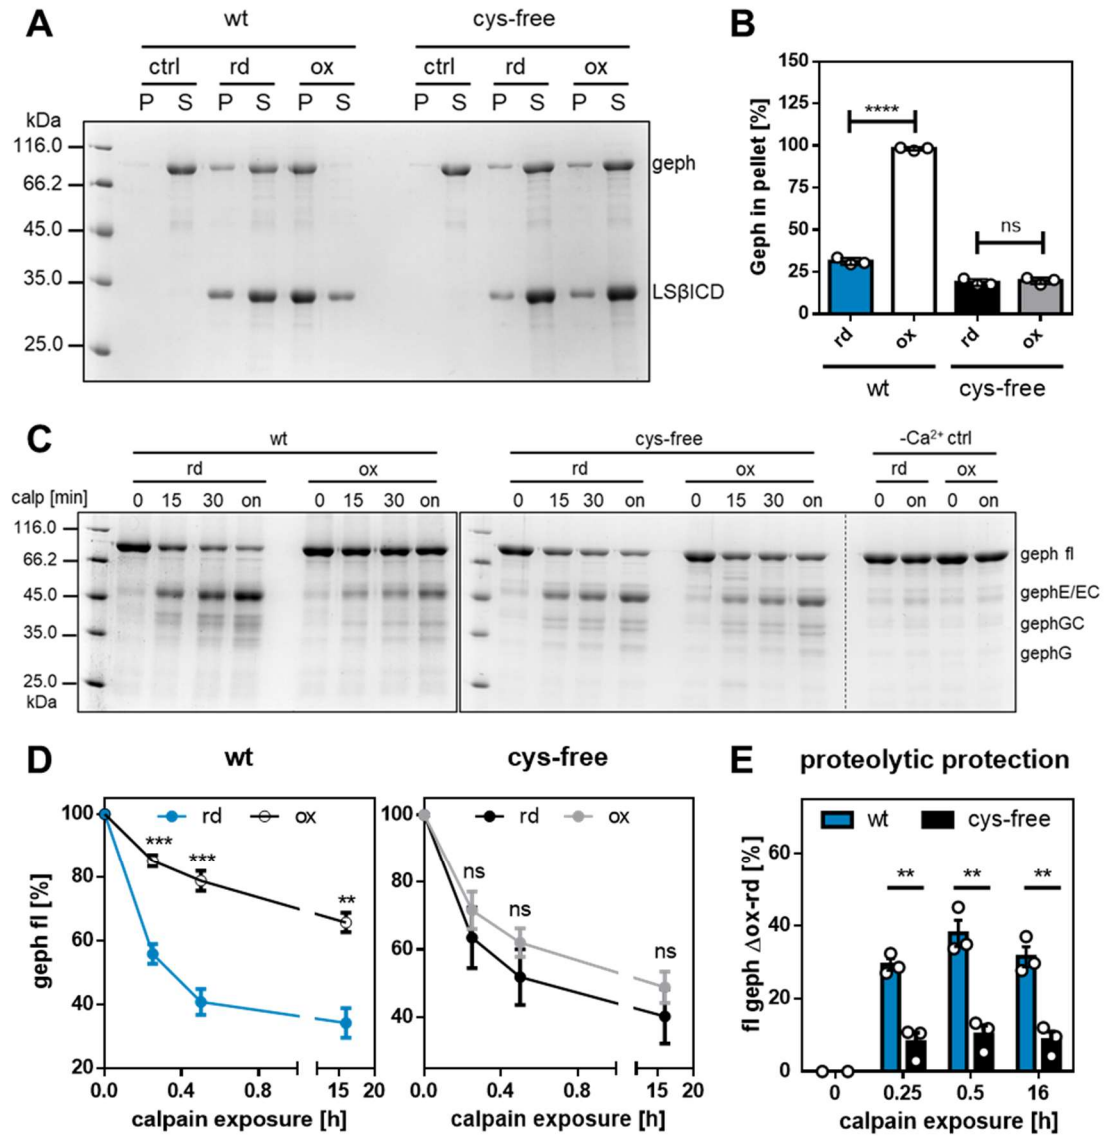 A
wt cys-free
ctrl rd ox ctrl rd ox
P S P S P S P S P S P S
kDa
116.0
66.2
45.0
35.0
25.0
geph
LSβICD
B
Geph in pellet [%]
150
125
100
75
50
25
0
****
ns
rd ox rd ox
wt cys-free
C
wt cys-free -Ca²⁺ ctrl
rd ox rd ox rd ox
calp [min] 0 15 30 on 0 15 30 on 0 15 30 on 0 15 30 on 0 on 0 on
116.0
66.2
45.0
35.0
25.0
kDa
geph fl
gephE/EC
gephGC
gephG
D
wt
geph fl [%]
100
80
60
40
20
rd ox
***
***
**
0.0 0.4 0.8 15 20
calpain exposure [h]
cys-free
100
80
60
40
rd ox
ns
ns
ns
0.0 0.4 0.8 15 20
calpain exposure [h]
E proteolytic protection
fl geph Δox-rd [%]
60
40
20
0
wt cys-free
** ** **
0 0.25 0.5 16
calpain exposure [h]